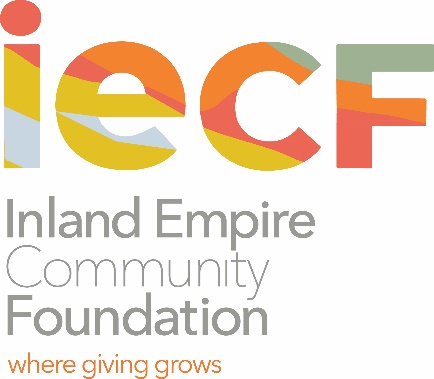 iecF
Inland Empire
Community
Foundation
where giving grows